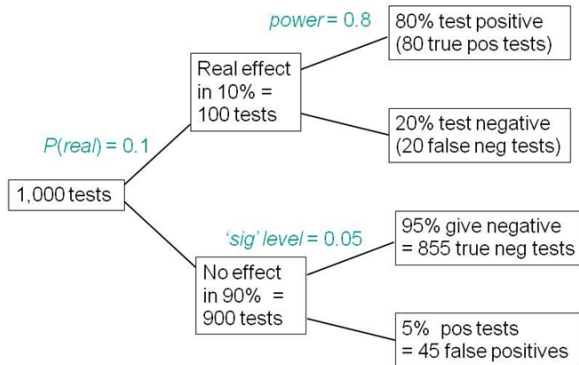 power = 0.8
80% test positive
(80 true pos tests)
Real effect
in 10% =
100 tests
20% test negative
(20 false neg tests)
P(real) = 0.1
1,000 tests
'sig' level = 0.05
95% give negative
= 855 true neg tests
No effect
in 90% =
900 tests
5% pos tests
= 45 false positives